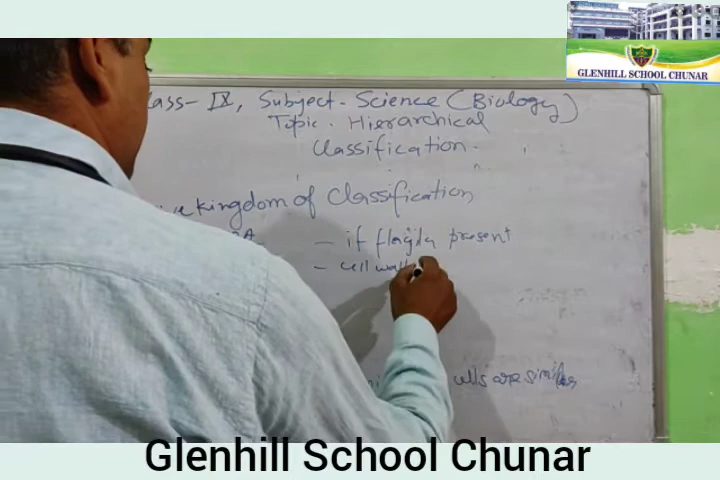 GLENHILL SCHOOL CHUNAR
Class- IX, Subject- Science (Biology)
Topic- Hierarchical
Classification.
kingdom of Classification
- if flagila present
- cell wall
cells are similar
Glenhill School Chunar